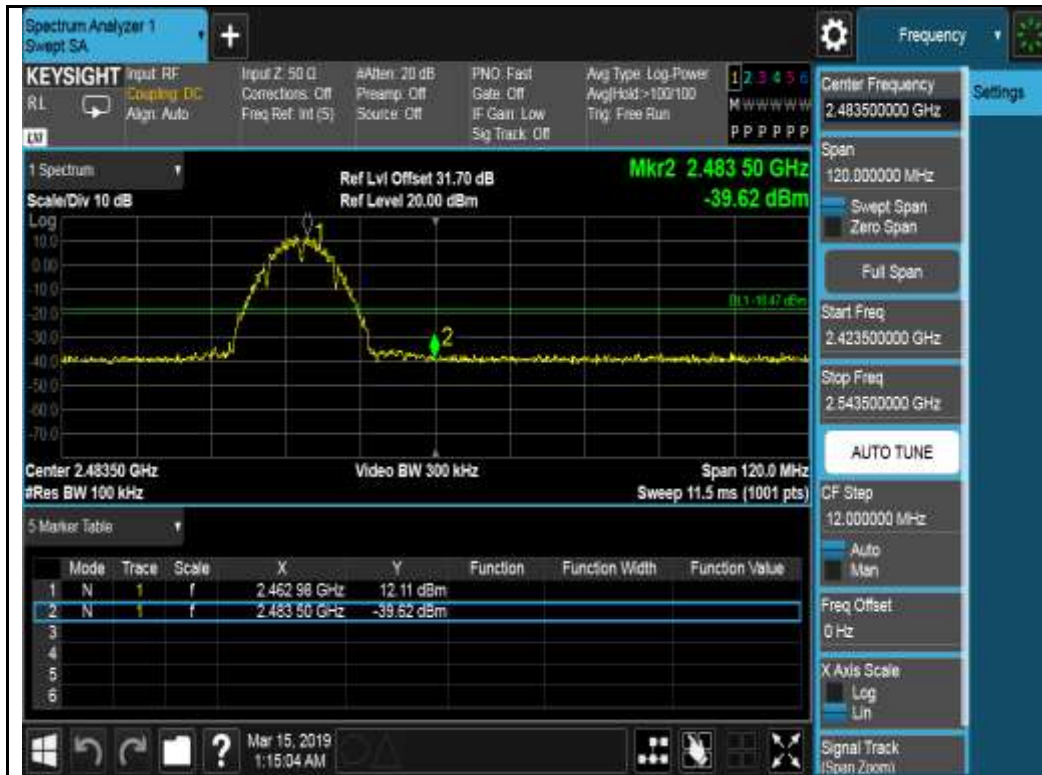 Spectrum Analyzer 1
Swept SA
+
Frequency
KEYSIGHT
RL
LXI
Input: RF
Coupling: DC
Align: Auto
Input Z: 50 Ω
Corrections: Off
Freq Ref: Int (S)
#Atten: 20 dB
Preamp: Off
Source: Off
PNO: Fast
Gate: Off
IF Gain: Low
Sig Track: Off
Avg Type: Log-Power
Avg|Hold:>100/100
Trig: Free Run
1 2 3 4 5 6
M W W W W W
P P P P P P
1 Spectrum
Scale/Div 10 dB
Ref Lvl Offset 31.70 dB
Ref Level 20.00 dBm
Mkr2 2.483 50 GHz
-39.62 dBm
Log
10.0
0.00
-10.0
-20.0
-30.0
-40.0
-50.0
-60.0
-70.0
1
2
DL1 -18.47 dBm
Center 2.48350 GHz
#Res BW 100 kHz
Video BW 300 kHz
Span 120.0 MHz
Sweep 11.5 ms (1001 pts)
5 Marker Table
Mode Trace Scale X Y Function Function Width Function Value
1 N 1 f 2.462 98 GHz 12.11 dBm
2 N 1 f 2.483 50 GHz -39.62 dBm
3
4
5
6
?
Mar 15, 2019
1:15:04 AM
Center Frequency
2.483500000 GHz
Settings
Span
120.000000 MHz
Swept Span
Zero Span
Full Span
Start Freq
2.423500000 GHz
Stop Freq
2.543500000 GHz
AUTO TUNE
CF Step
12.000000 MHz
Auto
Man
Freq Offset
0 Hz
X Axis Scale
Log
Lin
Signal Track
(Span Zoom)